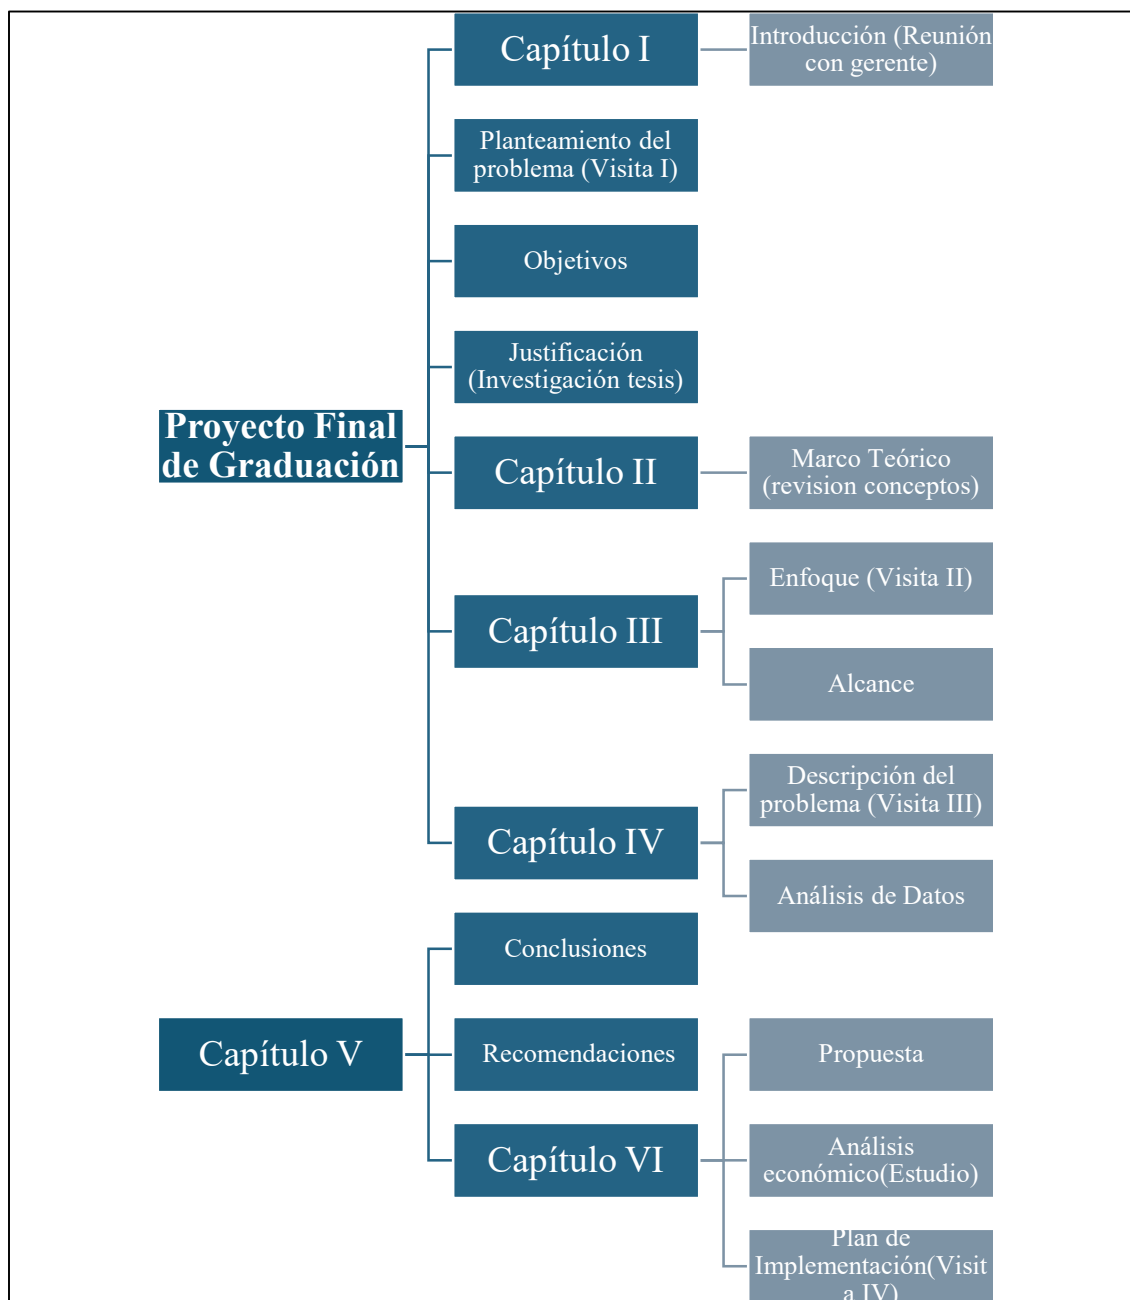 Capítulo I
Introducción (Reunión
con gerente)
Planteamiento del
problema (Visita I)
Objetivos
Justificación
(Investigación tesis)
Proyecto Final
de Graduación
Capítulo II
Marco Teórico
(revision conceptos)
Enfoque (Visita II)
Capítulo III
Alcance
Descripción del
problema (Visita III)
Capítulo IV
Análisis de Datos
Conclusiones
Capítulo V
Recomendaciones
Propuesta
Capítulo VI
Análisis
económico(Estudio)
Plan de
Implementación(Visit
a IV)